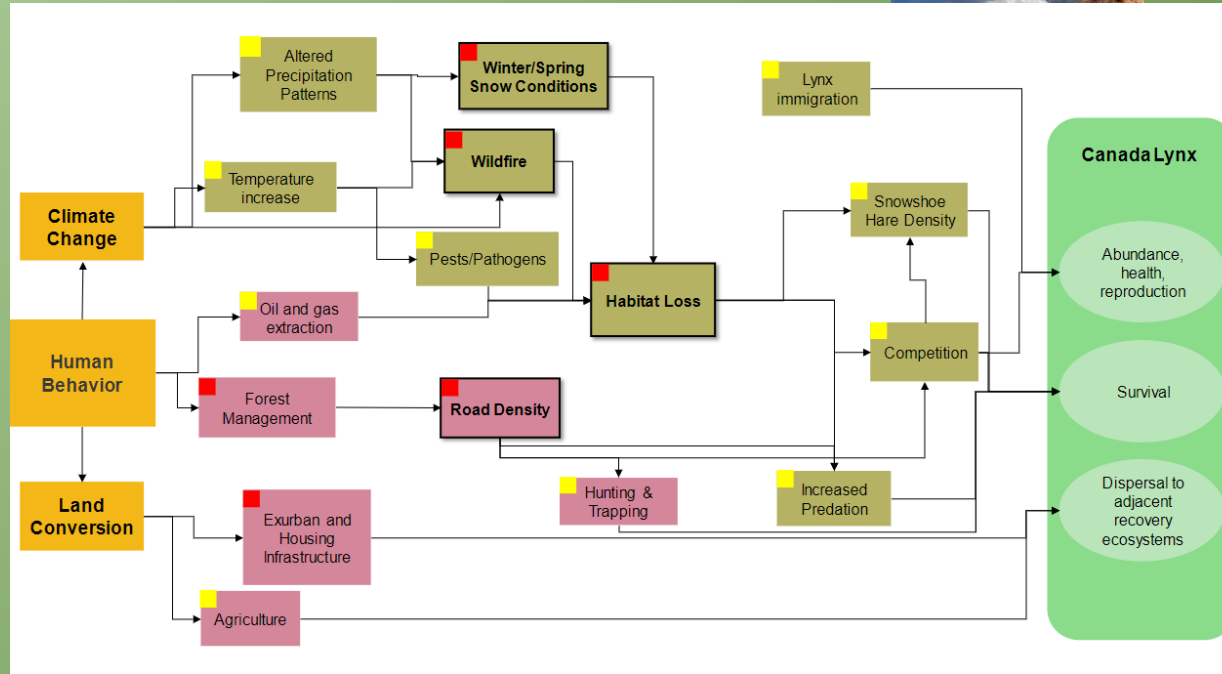 Altered
Precipitation
Patterns
Winter/Spring
Snow Conditions
Lynx
immigration
Canada Lynx
Wildfire
Temperature
increase
Snowshoe
Hare Density
Climate
Change
Pests/Pathogens
Abundance,
health,
reproduction
Habitat Loss
Oil and gas
extraction
Human
Behavior
Competition
Forest
Management
Road Density
Survival
Land
Conversion
Exurban and
Housing
Infrastructure
Hunting &
Trapping
Increased
Predation
Dispersal to
adjacent
recovery
ecosystems
Agriculture